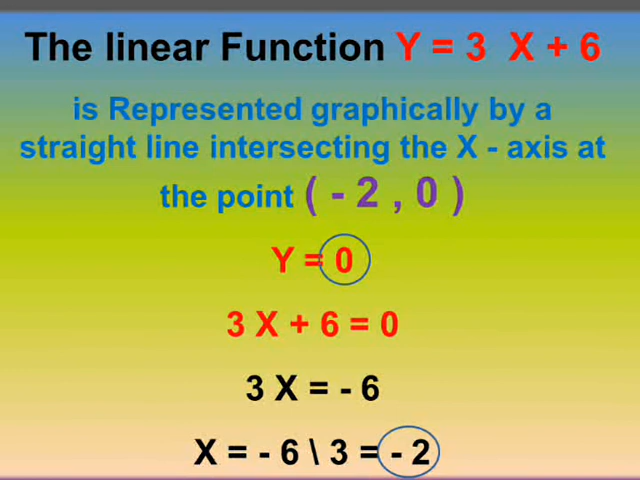 The linear Function Y = 3 X + 6
is Represented graphically by a
straight line intersecting the X - axis at
the point ( - 2 , 0 )
Y = 0
3 X + 6 = 0
3 X = - 6
X = - 6 \ 3 = - 2